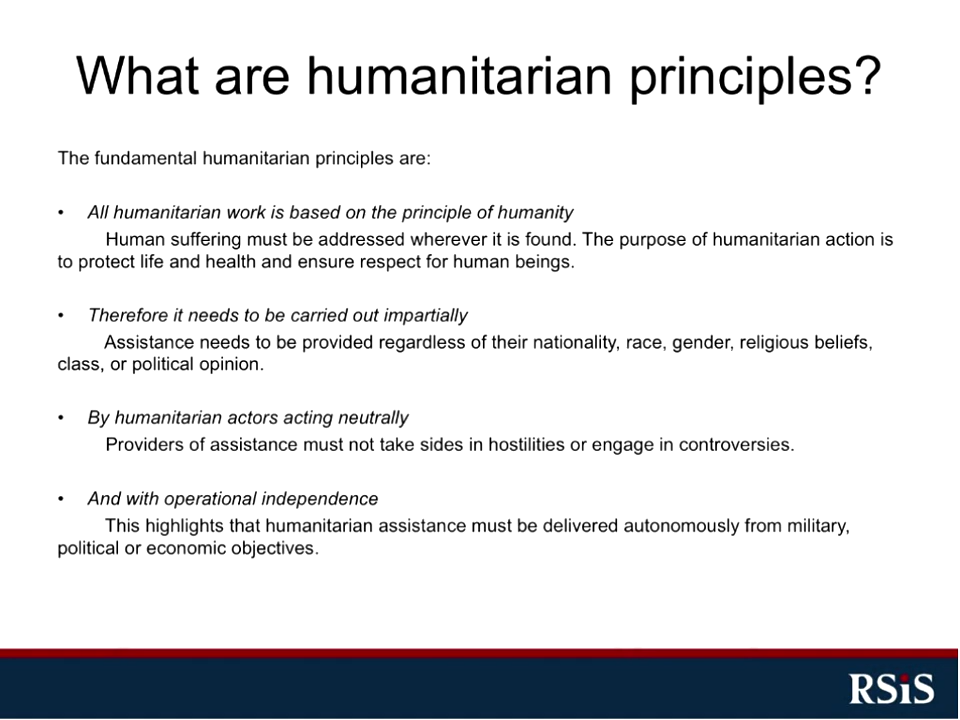 What are humanitarian principles?
The fundamental humanitarian principles are:
• All humanitarian work is based on the principle of humanity
Human suffering must be addressed wherever it is found. The purpose of humanitarian action is
to protect life and health and ensure respect for human beings.
• Therefore it needs to be carried out impartially
Assistance needs to be provided regardless of their nationality, race, gender, religious beliefs,
class, or political opinion.
• By humanitarian actors acting neutrally
Providers of assistance must not take sides in hostilities or engage in controversies.
• And with operational independence
This highlights that humanitarian assistance must be delivered autonomously from military,
political or economic objectives.
RSiS